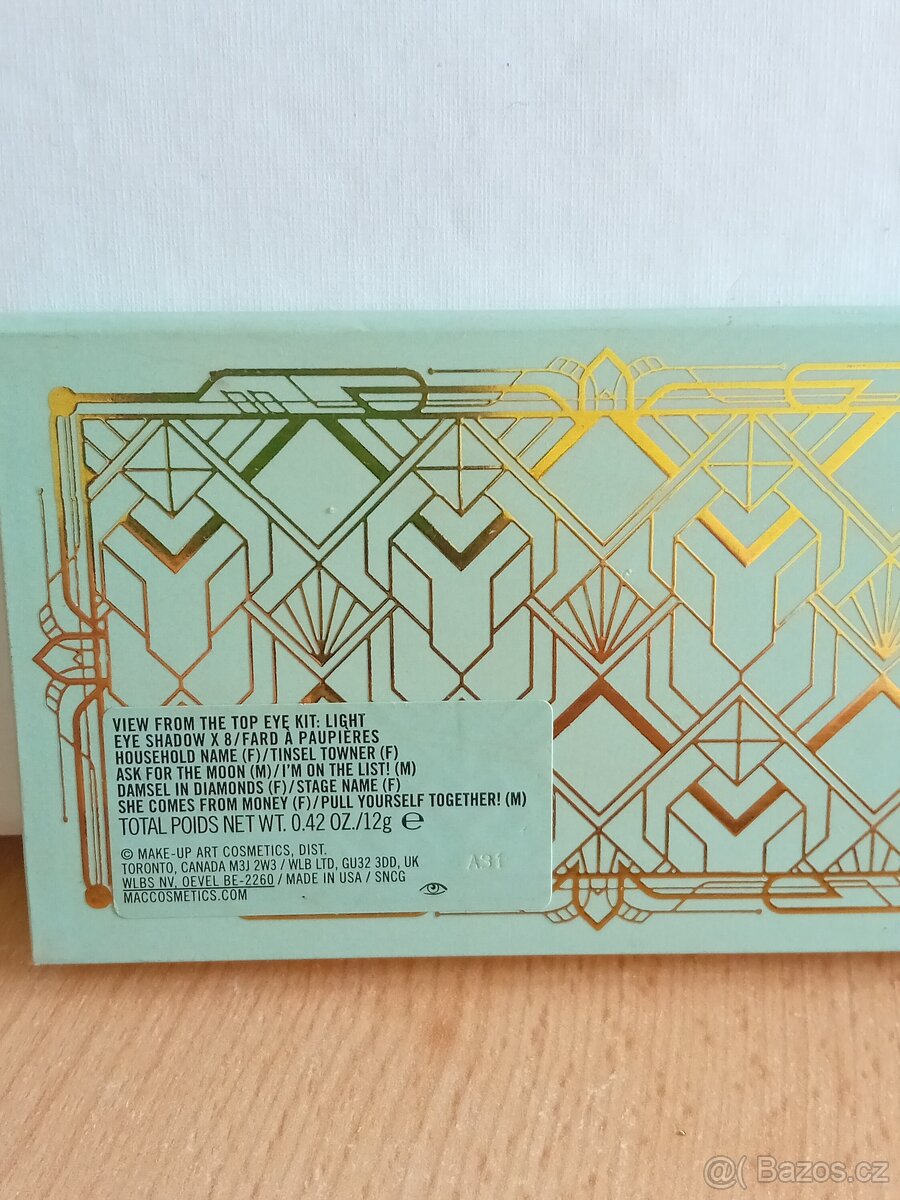 VIEW FROM THE TOP EYE KIT: LIGHT
EYE SHADOW X 8/FARD À PAUPIÈRES
HOUSEHOLD NAME (F)/TINSEL TOWNER (F)
ASK FOR THE MOON (M)/I'M ON THE LIST! (M)
DAMSEL IN DIAMONDS (F)/STAGE NAME (F)
SHE COMES FROM MONEY (F)/PULL YOURSELF TOGETHER! (M)
TOTAL POIDS NET WT. 0.42 OZ./12g ℮
© MAKE-UP ART COSMETICS, DIST.
TORONTO, CANADA M3J 2W3 / WLB LTD, GU32 3DD, UK
WLBS NV, OEVEL BE-2260 / MADE IN USA / SNCG
MACCOSMETICS.COM
AS1
@( Bazos.cz